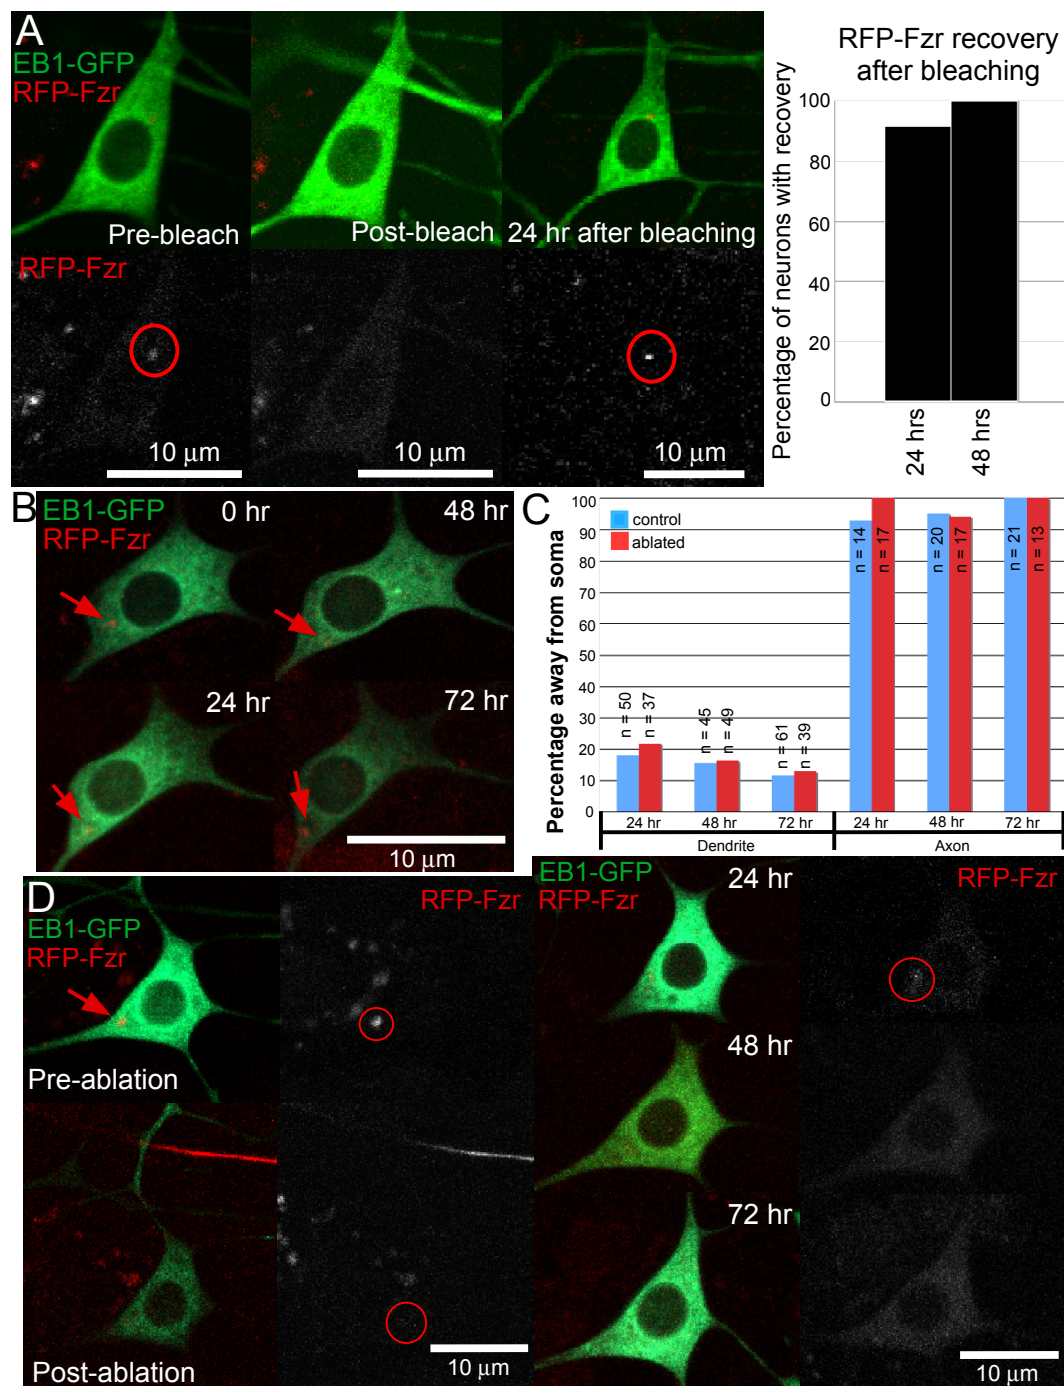 A
EB1-GFP
RFP-Fzr
Pre-bleach
Post-bleach
24 hr after bleaching
RFP-Fzr
10 µm
10 µm
10 µm
RFP-Fzr recovery
after bleaching
Percentage of neurons with recovery
100
80
60
40
20
0
24 hrs
48 hrs
B
EB1-GFP
RFP-Fzr
0 hr
48 hr
24 hr
72 hr
10 µm
C
Percentage away from soma
100
90
80
70
60
50
40
30
20
10
0
control
ablated
n = 50
n = 37
n = 45
n = 49
n = 61
n = 39
n = 14
n = 17
n = 20
n = 17
n = 21
n = 13
24 hr
48 hr
72 hr
24 hr
48 hr
72 hr
Dendrite
Axon
D
EB1-GFP
RFP-Fzr
RFP-Fzr
Pre-ablation
Post-ablation
10 µm
EB1-GFP
RFP-Fzr
24 hr
RFP-Fzr
48 hr
72 hr
10 µm